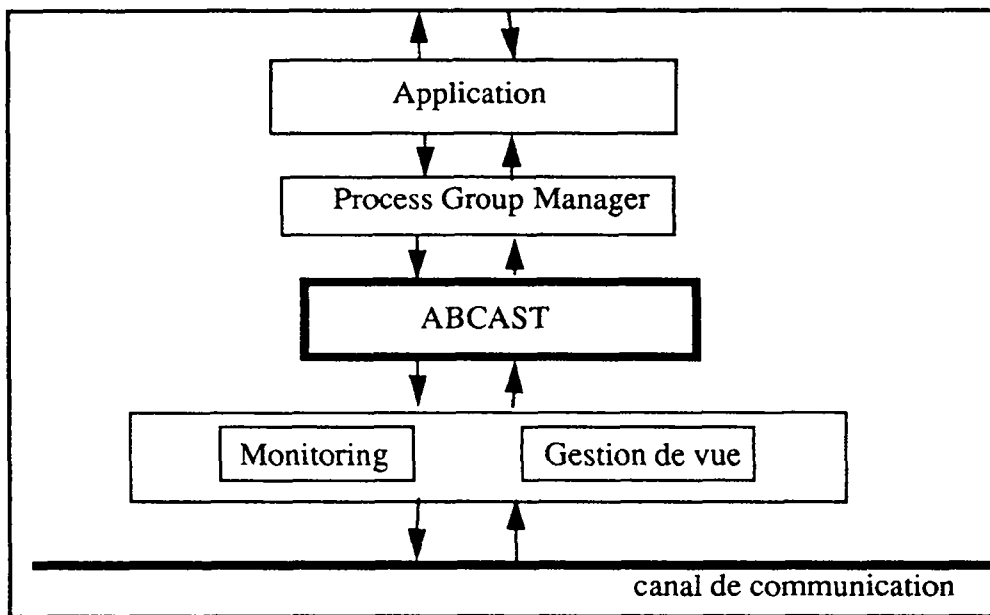 Application
Process Group Manager
ABCAST
Monitoring
Gestion de vue
canal de communication